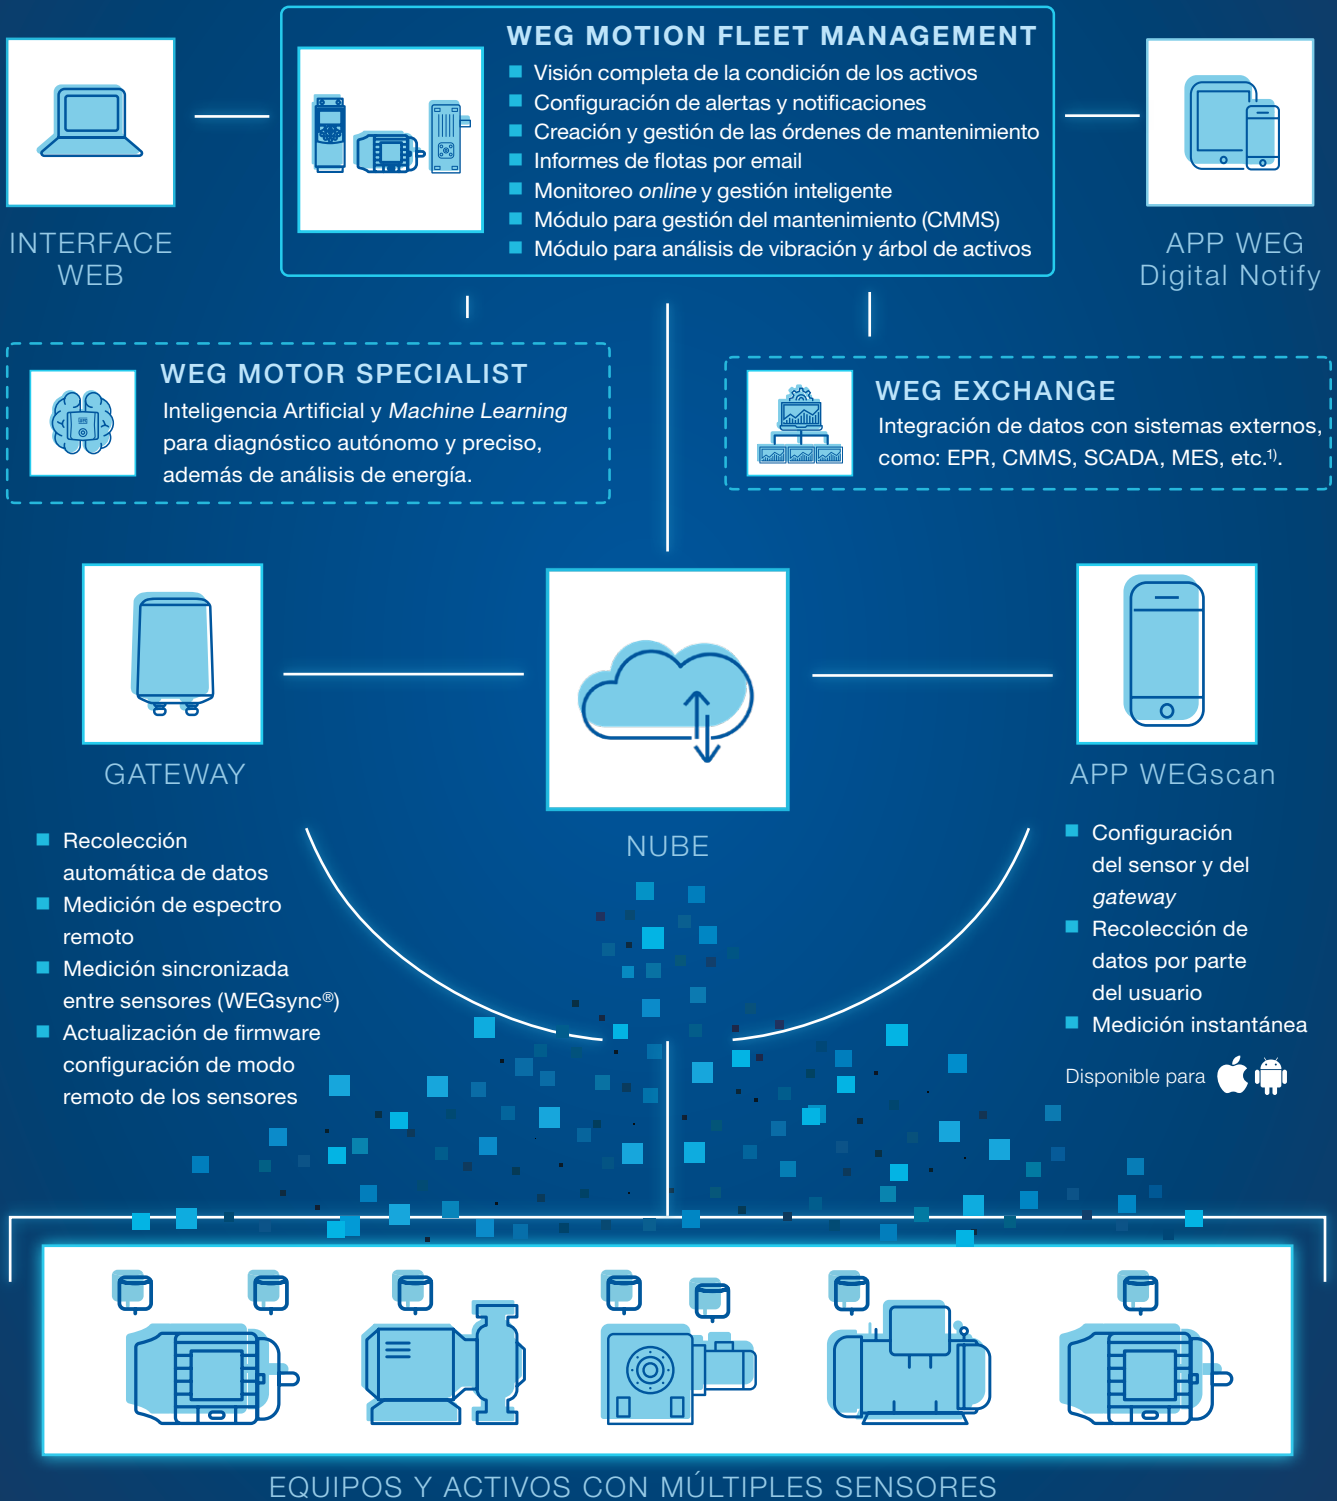 WEG MOTION FLEET MANAGEMENT
Visión completa de la condición de los activos
Configuración de alertas y notificaciones
Creación y gestión de las órdenes de mantenimiento
Informes de flotas por email
Monitoreo online y gestión inteligente
Módulo para gestión del mantenimiento (CMMS)
Módulo para análisis de vibración y árbol de activos
INTERFACE
WEB
APP WEG
Digital Notify
WEG MOTOR SPECIALIST
Inteligencia Artificial y Machine Learning
para diagnóstico autónomo y preciso,
además de análisis de energía.
WEG EXCHANGE
Integración de datos con sistemas externos,
como: EPR, CMMS, SCADA, MES, etc.¹⁾.
GATEWAY
Recolección
automática de datos
Medición de espectro
remoto
Medición sincronizada
entre sensores (WEGsync®)
Actualización de firmware
configuración de modo
remoto de los sensores
NUBE
APP WEGscan
Configuración
del sensor y del
gateway
Recolección de
datos por parte
del usuario
Medición instantánea
Disponible para
EQUIPOS Y ACTIVOS CON MÚLTIPLES SENSORES